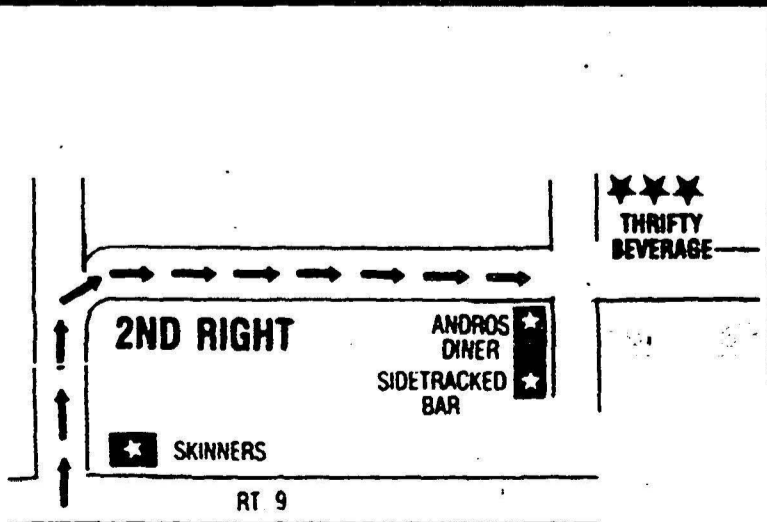 THRIFTY
BEVERAGE
2ND RIGHT
ANDROS
DINER
SIDETRACKED
BAR
SKINNERS
RT 9